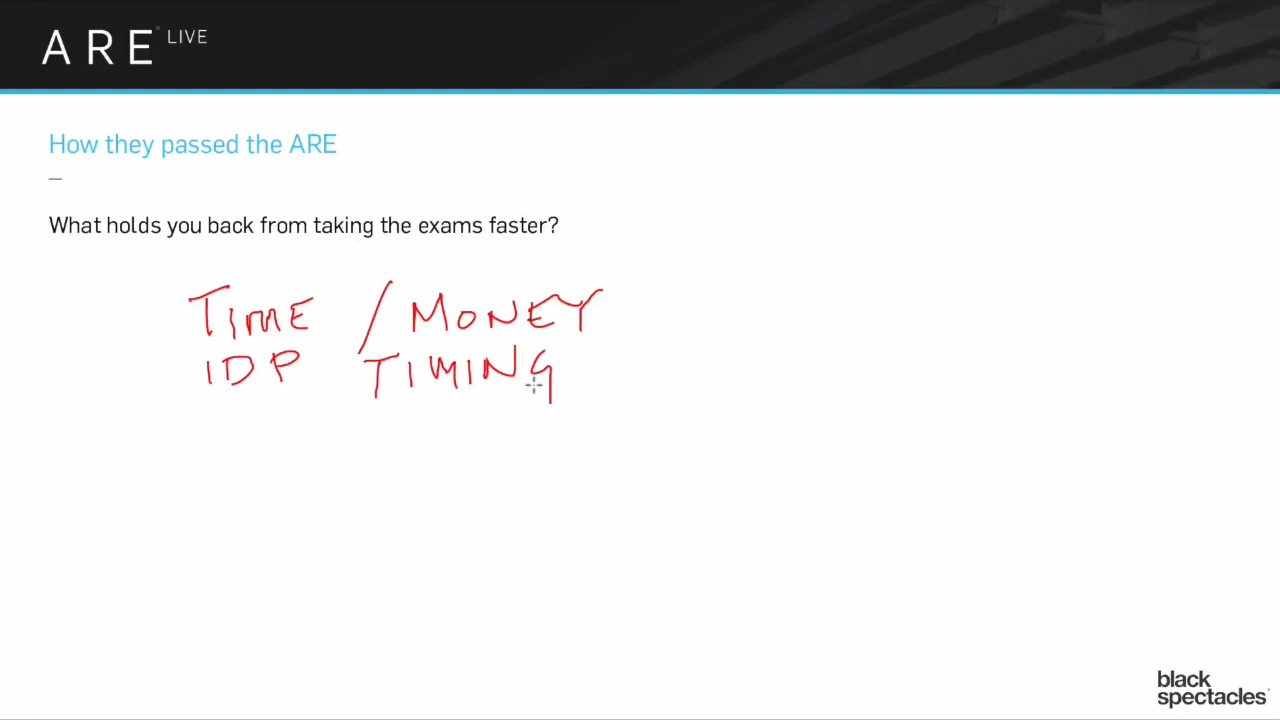 ARE® LIVE
How they passed the ARE
–
What holds you back from taking the exams faster?
TIME / MONEY
IDP TIMING
black
spectacles®